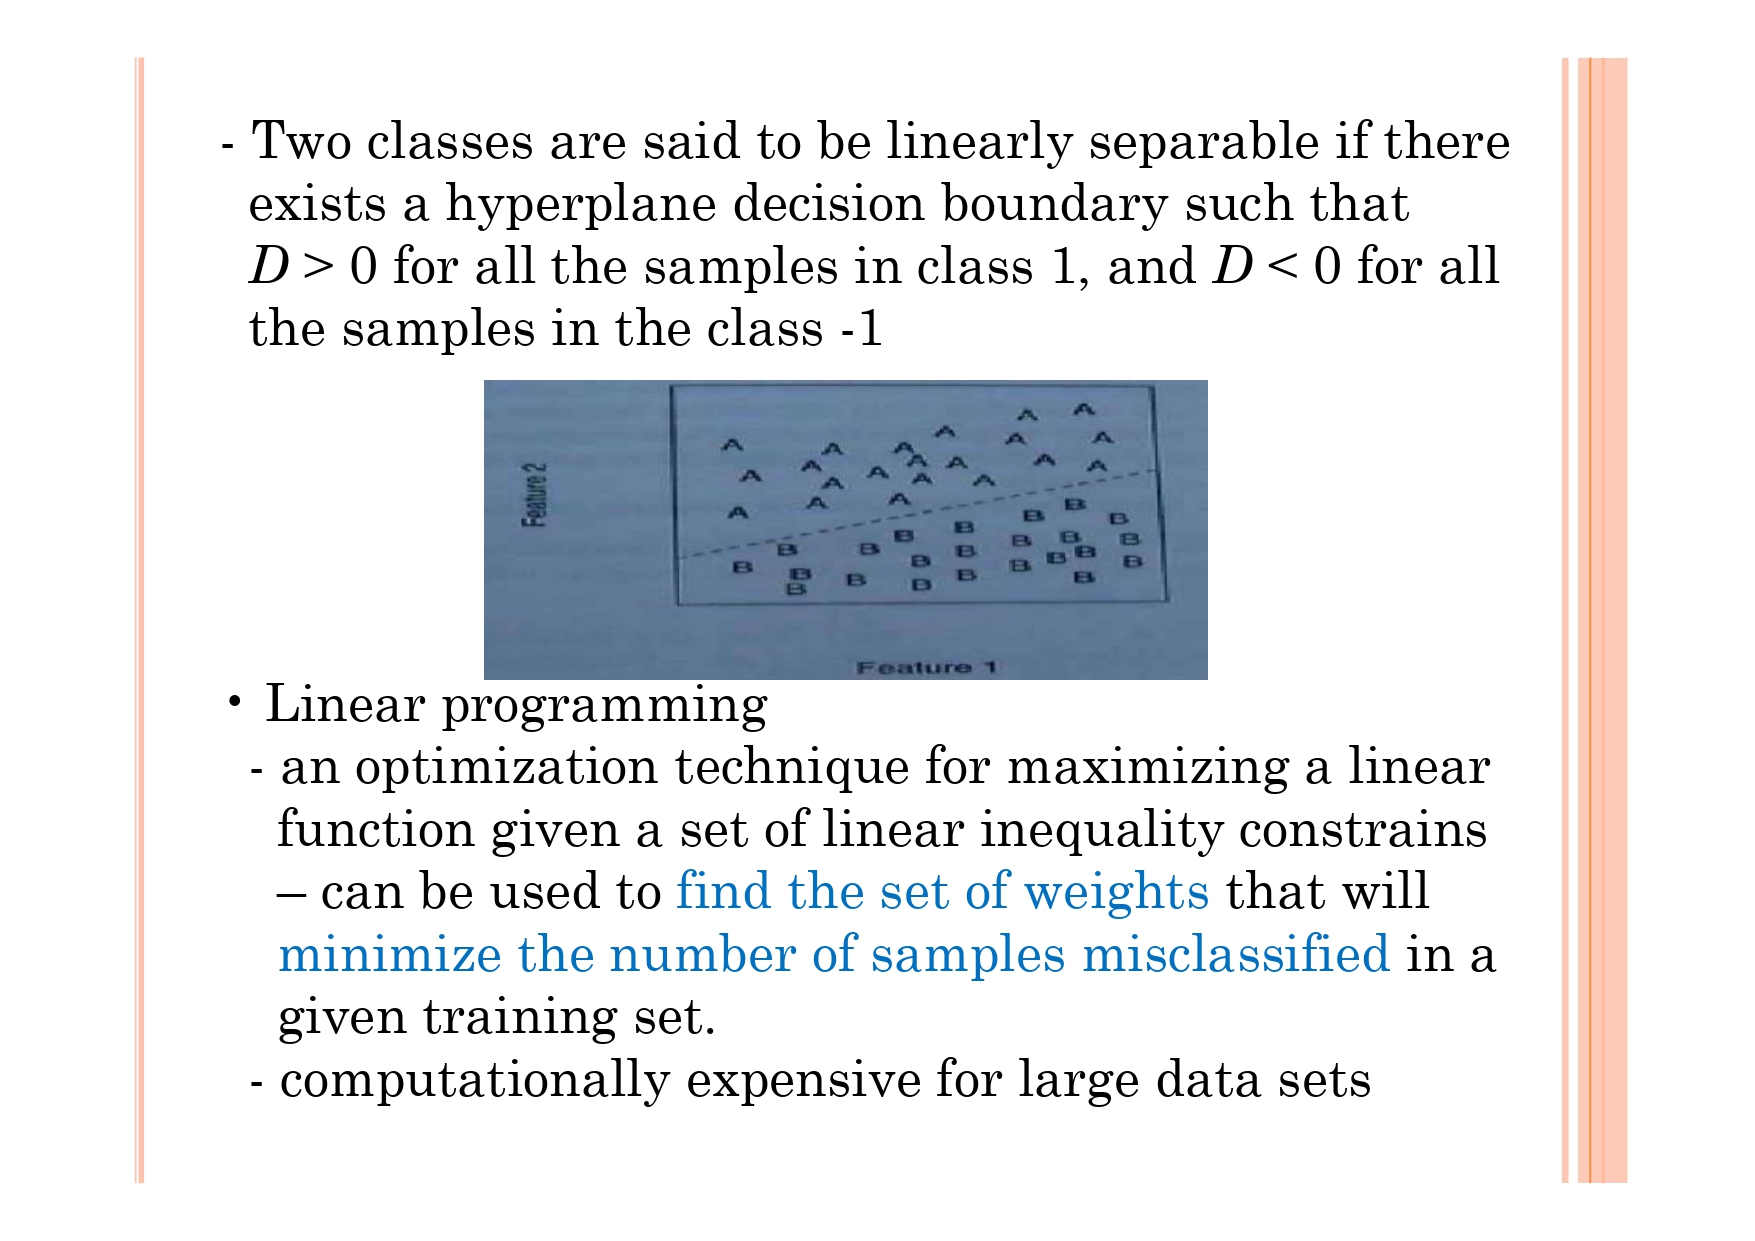 - Two classes are said to be linearly separable if there
exists a hyperplane decision boundary such that
D > 0 for all the samples in class 1, and D < 0 for all
the samples in the class -1
A A
A A A
A A A A A A A
A A A A A A
A A A
B
B B
B B B B B B
B B B B B
B B B B B B
B B B
Feature 2
Feature 1
• Linear programming
- an optimization technique for maximizing a linear
function given a set of linear inequality constrains
– can be used to find the set of weights that will
minimize the number of samples misclassified in a
given training set.
- computationally expensive for large data sets